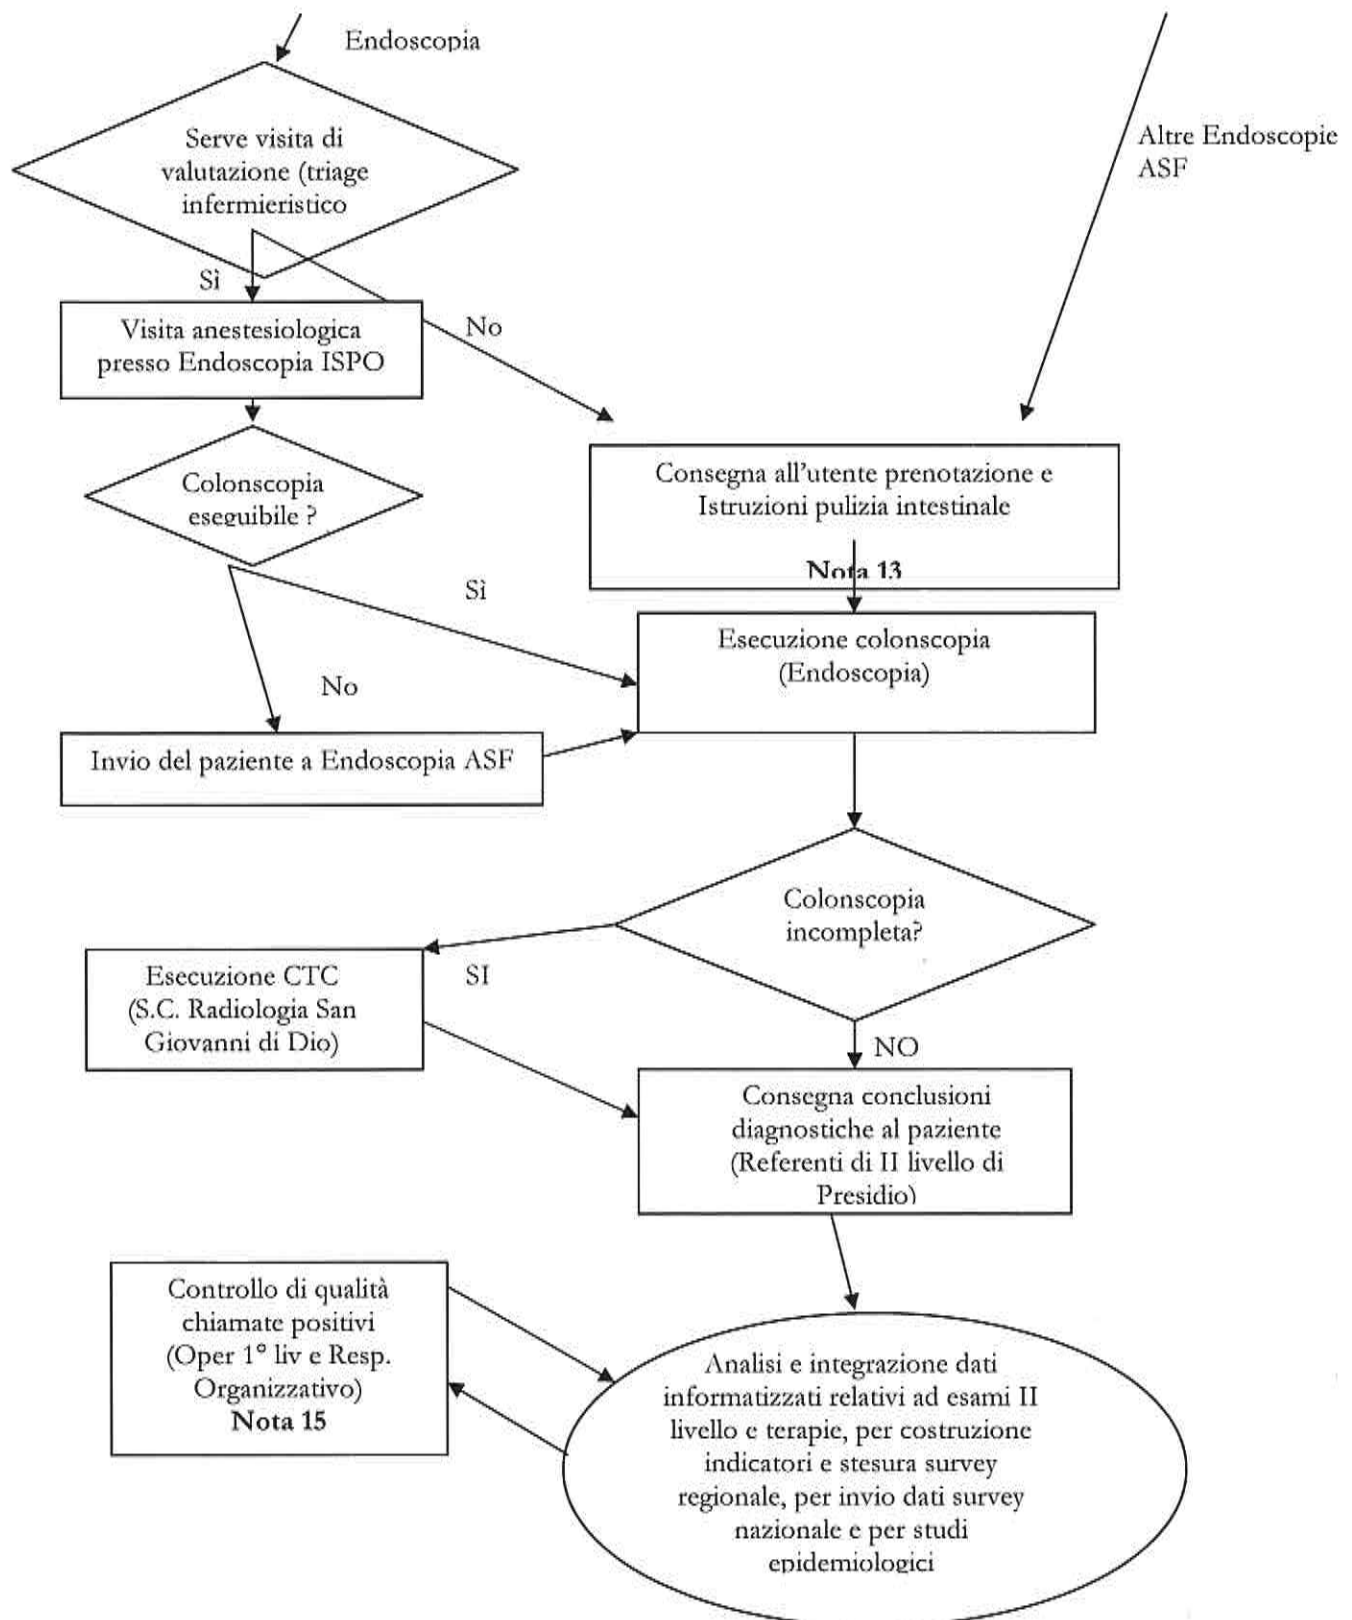 Endoscopia
Altre Endoscopie
ASF
Serve visita di
valutazione (triage
infermieristico
Sì
No
Visita anestesiologica
presso Endoscopia ISPO
Colonscopia
eseguibile ?
Consegna all'utente prenotazione e
Istruzioni pulizia intestinale
Nota 13
Sì
No
Esecuzione colonscopia
(Endoscopia)
Invio del paziente a Endoscopia ASF
Colonscopia
incompleta?
SI
NO
Esecuzione CTC
(S.C. Radiologia San
Giovanni di Dio)
Consegna conclusioni
diagnostiche al paziente
(Referenti di II livello di
Presidio)
Controllo di qualità
chiamate positivi
(Oper 1° liv e Resp.
Organizzativo)
Nota 15
Analisi e integrazione dati
informatizzati relativi ad esami II
livello e terapie, per costruzione
indicatori e stesura survey
regionale, per invio dati survey
nazionale e per studi
epidemiologici